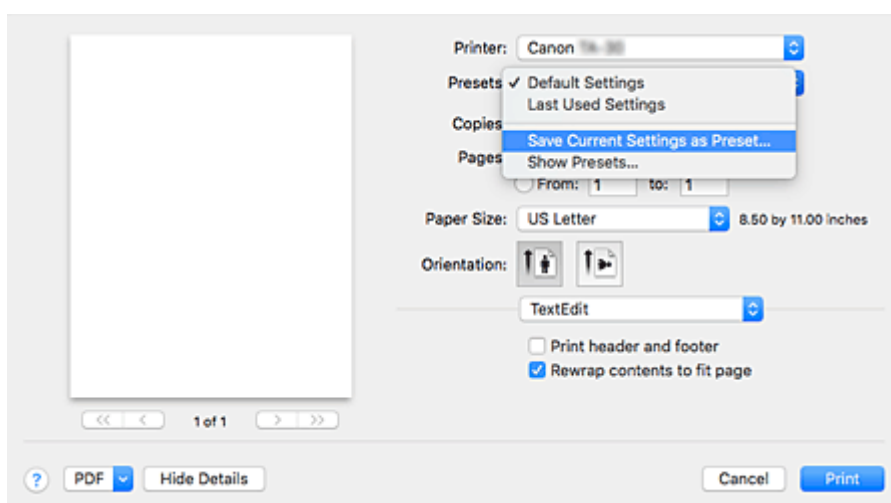 Printer: Canon
Presets ✓ Default Settings
Last Used Settings
Copies
Save Current Settings as Preset...
Pages
Show Presets...
From: 1 to: 1
Paper Size: US Letter 8.50 by 11.00 inches
Orientation:
TextEdit
Print header and footer
Rewrap contents to fit page
<< < 1 of 1 > >>
? PDF Hide Details Cancel Print